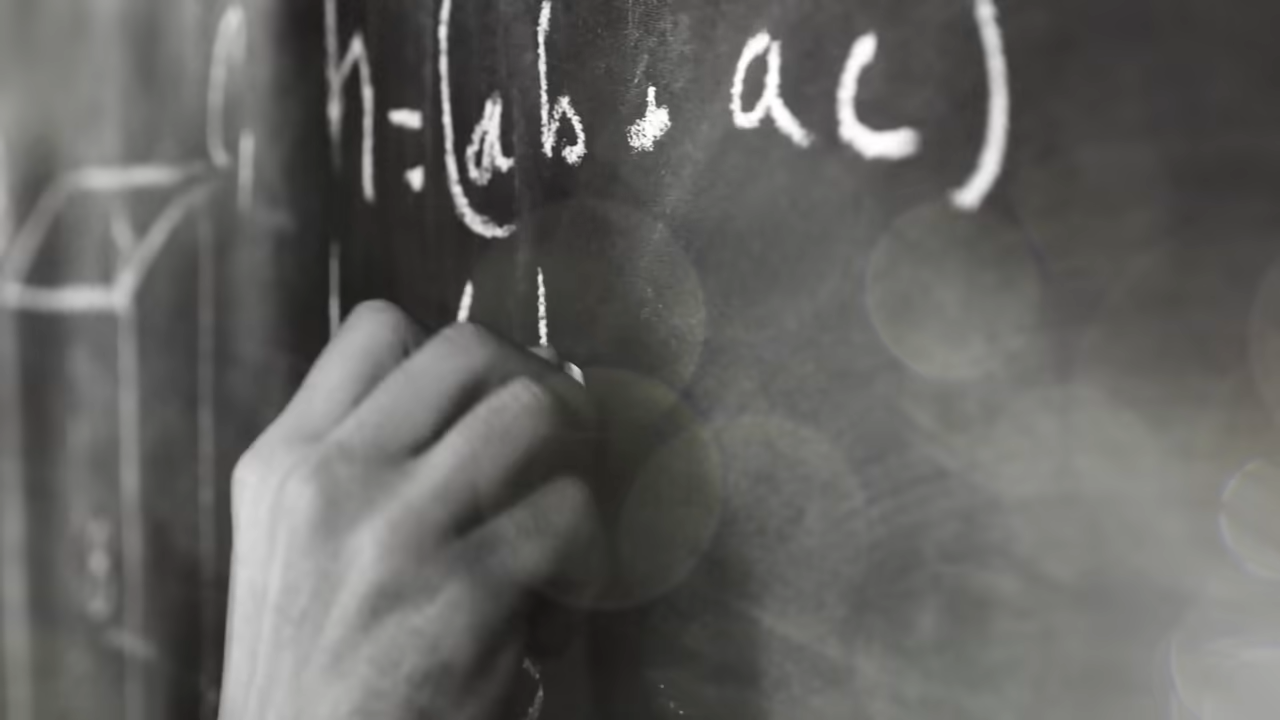 h = (ab · ac)